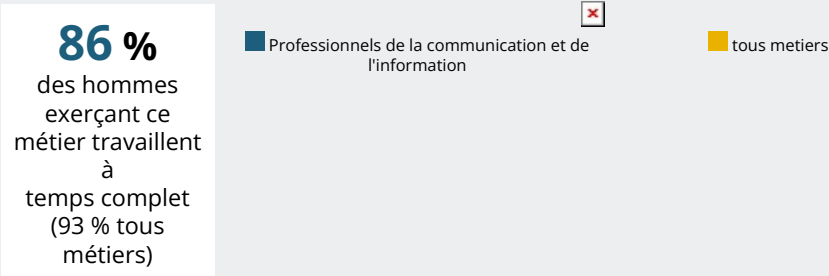 86 %
des hommes
exerçant ce
métier travaillent
à
temps complet
(93 % tous
métiers)
Professionnels de la communication et de
l'information
tous metiers